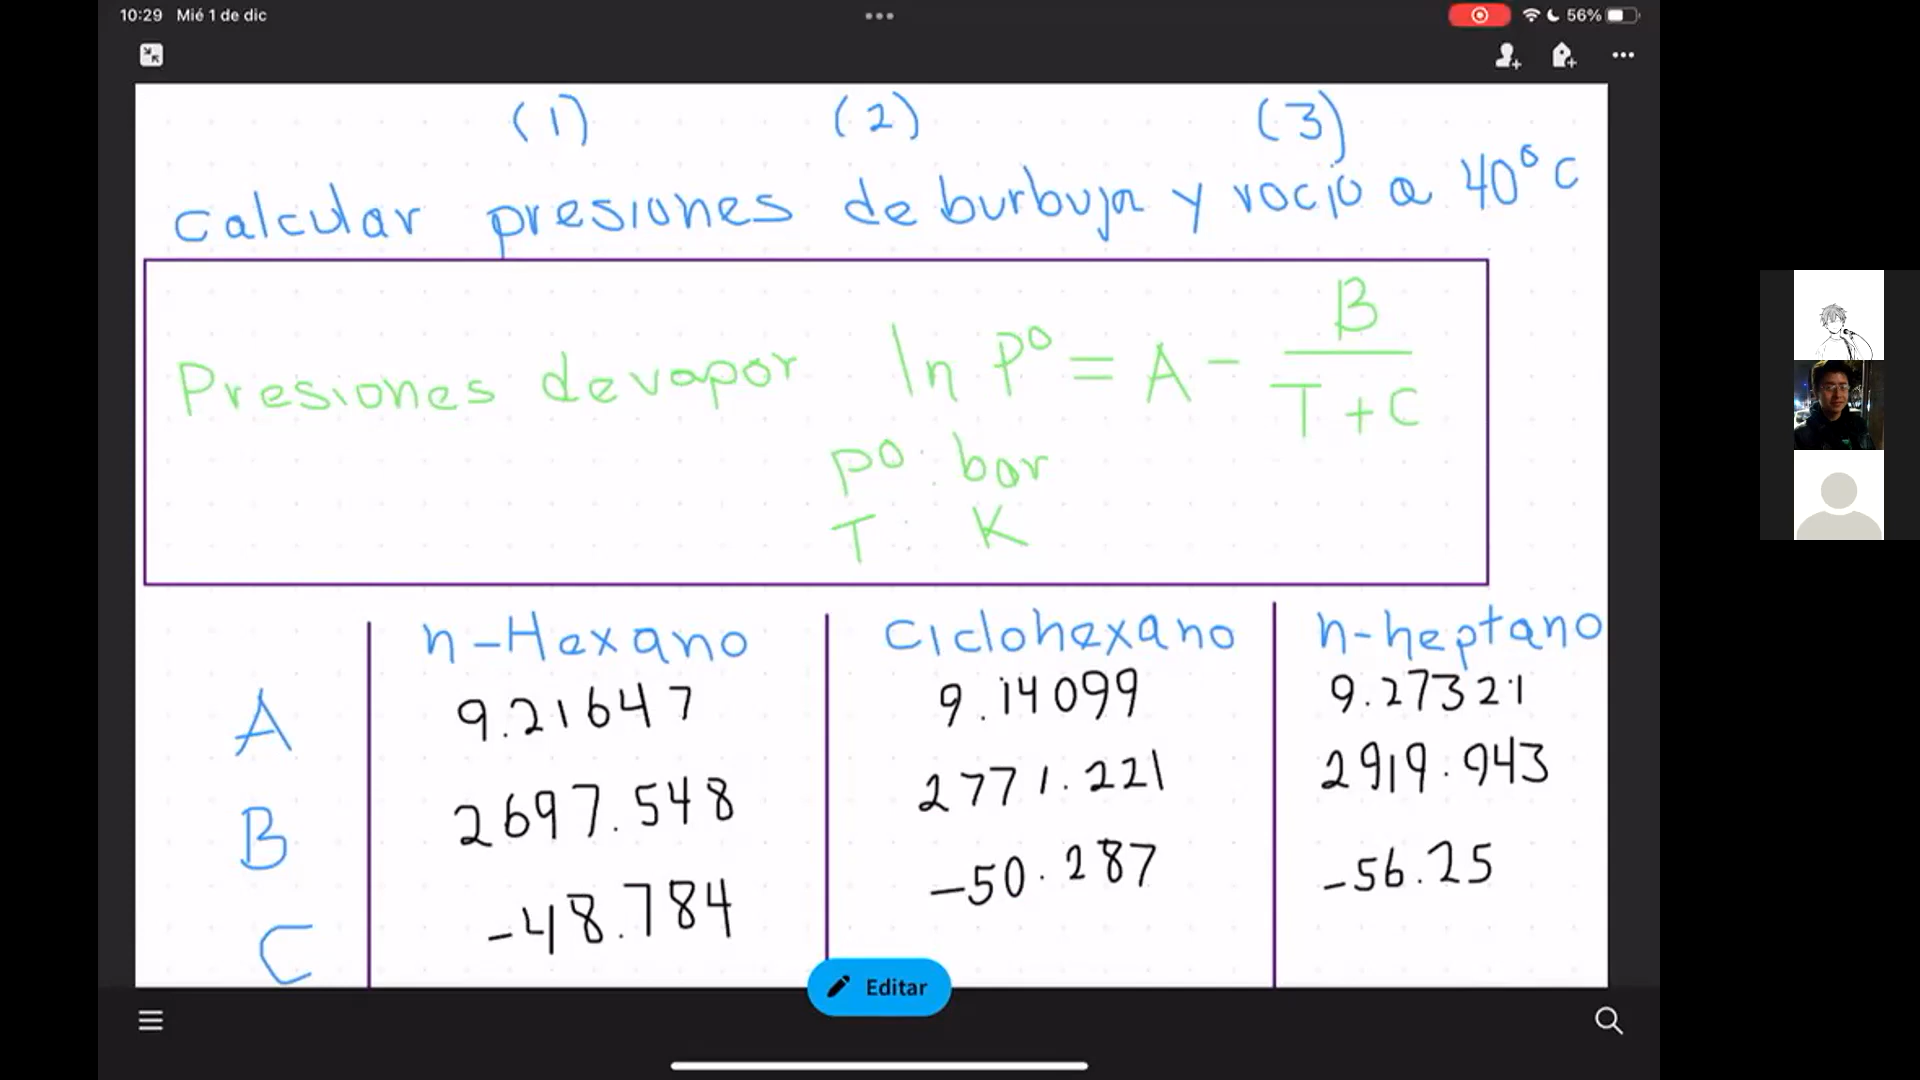 10:29 Mié 1 de dic
56%
(1) (2) (3)
Calcular presiones de burbuja y rocío a 40°C
Presiones de vapor ln P° = A - B / T + C
P° : bar
T : K
n-Hexano Ciclohexano n-heptano
A 9.21647 9.14099 9.27321
B 2697.548 2771.221 2919.943
C -48.784 -50.287 -56.25
Editar